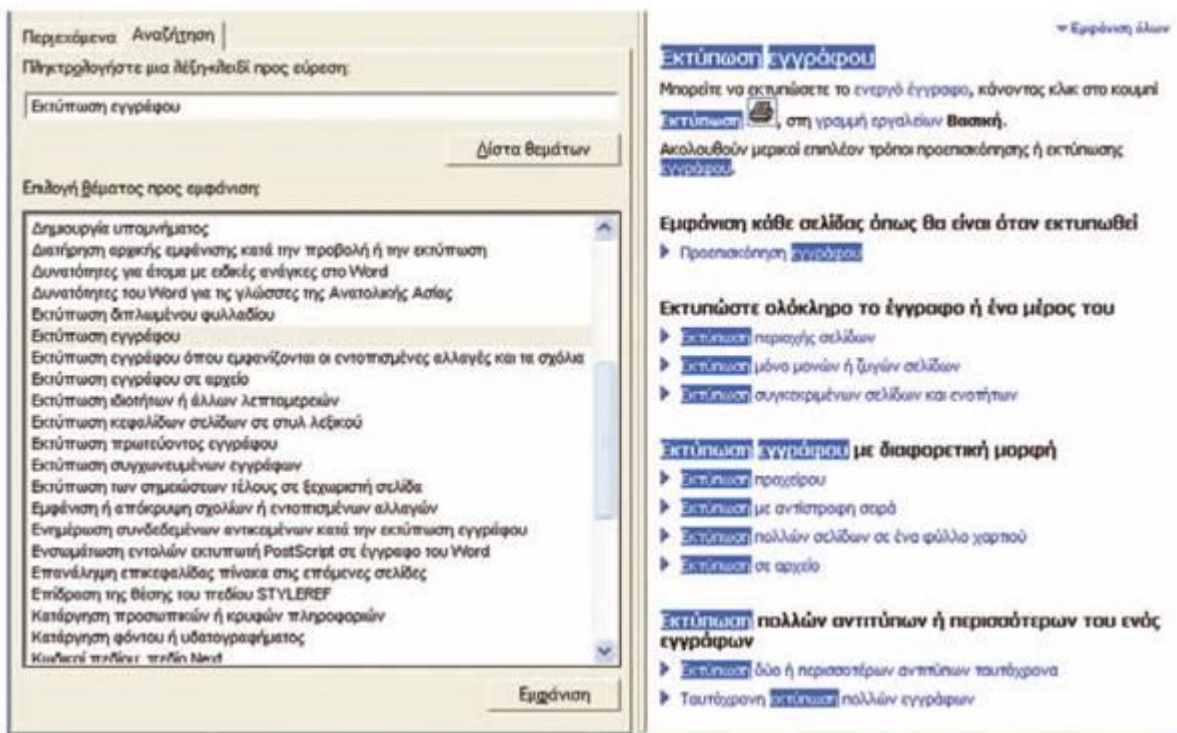 Περιεχόμενα Αναζήτηση
Πληκτρολογήστε μια λέξη-κλειδί προς εύρεση:
Εκτύπωση εγγράφου
Λίστα θεμάτων
Επιλογή θέματος προς εμφάνιση:
Δημιουργία υπομνήματος
Διατήρηση αρχικής εμφάνισης κατά την προβολή ή την εκτύπωση
Δυνατότητες για άτομα με ειδικές ανάγκες στο Word
Δυνατότητες του Word για τις γλώσσες της Ανατολικής Ασίας
Εκτύπωση διπλωμένου φυλλαδίου
Εκτύπωση εγγράφου
Εκτύπωση εγγράφου όπου εμφανίζονται οι εντοπισμένες αλλαγές και τα σχόλια
Εκτύπωση εγγράφου σε αρχείο
Εκτύπωση ιδιοτήτων ή άλλων λεπτομερειών
Εκτύπωση κεφαλίδων σελίδων σε στυλ λεξικού
Εκτύπωση πρωτεύοντος εγγράφου
Εκτύπωση συγχωνευμένων εγγράφων
Εκτύπωση των σημειώσεων τέλους σε ξεχωριστή σελίδα
Εμφάνιση ή απόκρυψη σχολίων ή εντοπισμένων αλλαγών
Ενημέρωση συνδεδεμένων αντικειμένων κατά την εκτύπωση εγγράφου
Ενσωμάτωση εντολών εκτυπωτή PostScript σε έγγραφο του Word
Επανάληψη επικεφαλίδας πίνακα στις επόμενες σελίδες
Επίδραση της θέσης του πεδίου STYLEREF
Κατάργηση προσωπικών ή κρυφών πληροφοριών
Κατάργηση φόντου ή υδατογραφήματος
Κωδικοί πεδίου: πεδίο Next
Εμφάνιση
Εμφάνιση όλων
Εκτύπωση εγγράφου
Μπορείτε να εκτυπώσετε το ενεργό έγγραφο, κάνοντας κλικ στο κουμπί
Εκτύπωση , στη γραμμή εργαλείων Βασική.
Ακολουθούν μερικοί επιπλέον τρόποι προεπισκόπησης ή εκτύπωσης
εγγράφου.
Εμφάνιση κάθε σελίδας όπως θα είναι όταν εκτυπωθεί
Προεπισκόπηση εγγράφου
Εκτυπώστε ολόκληρο το έγγραφο ή ένα μέρος του
Εκτύπωση περιοχής σελίδων
Εκτύπωση μόνο μονών ή ζυγών σελίδων
Εκτύπωση συγκεκριμένων σελίδων και ενοτήτων
Εκτύπωση εγγράφου με διαφορετική μορφή
Εκτύπωση προχείρου
Εκτύπωση με αντίστροφη σειρά
Εκτύπωση πολλών σελίδων σε ένα φύλλο χαρτιού
Εκτύπωση σε αρχείο
Εκτύπωση πολλών αντιτύπων ή περισσότερων του ενός
εγγράφων
Εκτύπωση δύο ή περισσοτέρων αντιτύπων ταυτόχρονα
Ταυτόχρονη εκτύπωση πολλών εγγράφων